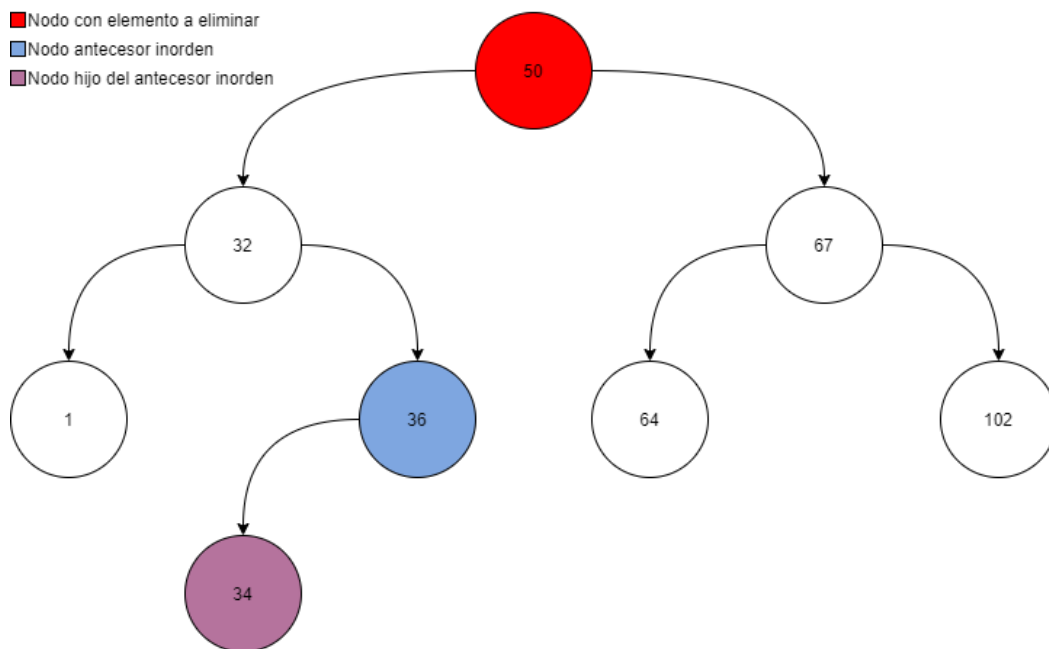 Nodo con elemento a eliminar
Nodo antecesor inorden
Nodo hijo del antecesor inorden
50
32
67
1
36
64
102
34